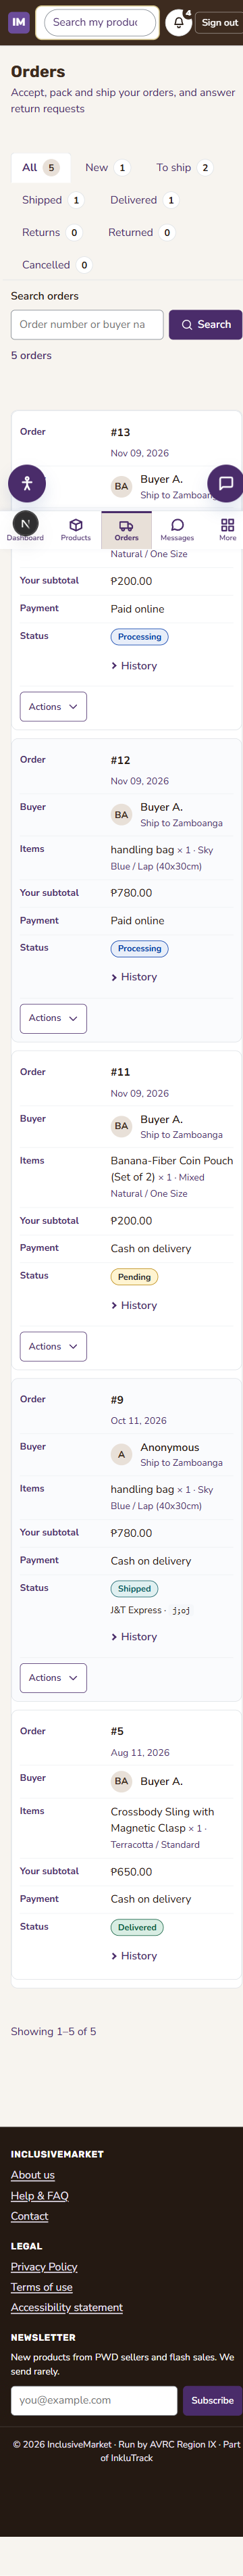 IM
Search my produ
4
Sign out
Orders
Accept, pack and ship your orders, and answer
return requests
All 5
New 1
To ship 2
Shipped 1
Delivered 1
Returns 0
Returned 0
Cancelled 0
Search orders
Order number or buyer na
Search
5 orders
Order #13
Nov 09, 2026
BA Buyer A.
Ship to Zamboanga
N
Dashboard
Products
Orders
Messages
More
Natural / One Size
Your subtotal ₱200.00
Payment Paid online
Status Processing
History
Actions
Order #12
Nov 09, 2026
Buyer BA Buyer A.
Ship to Zamboanga
Items handling bag × 1 · Sky
Blue / Lap (40x30cm)
Your subtotal ₱780.00
Payment Paid online
Status Processing
History
Actions
Order #11
Nov 09, 2026
Buyer BA Buyer A.
Ship to Zamboanga
Items Banana-Fiber Coin Pouch
(Set of 2) × 1 · Mixed
Natural / One Size
Your subtotal ₱200.00
Payment Cash on delivery
Status Pending
History
Actions
Order #9
Oct 11, 2026
Buyer A Anonymous
Ship to Zamboanga
Items handling bag × 1 · Sky
Blue / Lap (40x30cm)
Your subtotal ₱780.00
Payment Cash on delivery
Status Shipped
J&T Express · j;oj
History
Actions
Order #5
Aug 11, 2026
Buyer BA Buyer A.
Items Crossbody Sling with
Magnetic Clasp × 1 ·
Terracotta / Standard
Your subtotal ₱650.00
Payment Cash on delivery
Status Delivered
History
Showing 1–5 of 5
INCLUSIVEMARKET
About us
Help & FAQ
Contact
LEGAL
Privacy Policy
Terms of use
Accessibility statement
NEWSLETTER
New products from PWD sellers and flash sales. We
send rarely.
you@example.com
Subscribe
© 2026 InclusiveMarket · Run by AVRC Region IX · Part
of InkluTrack